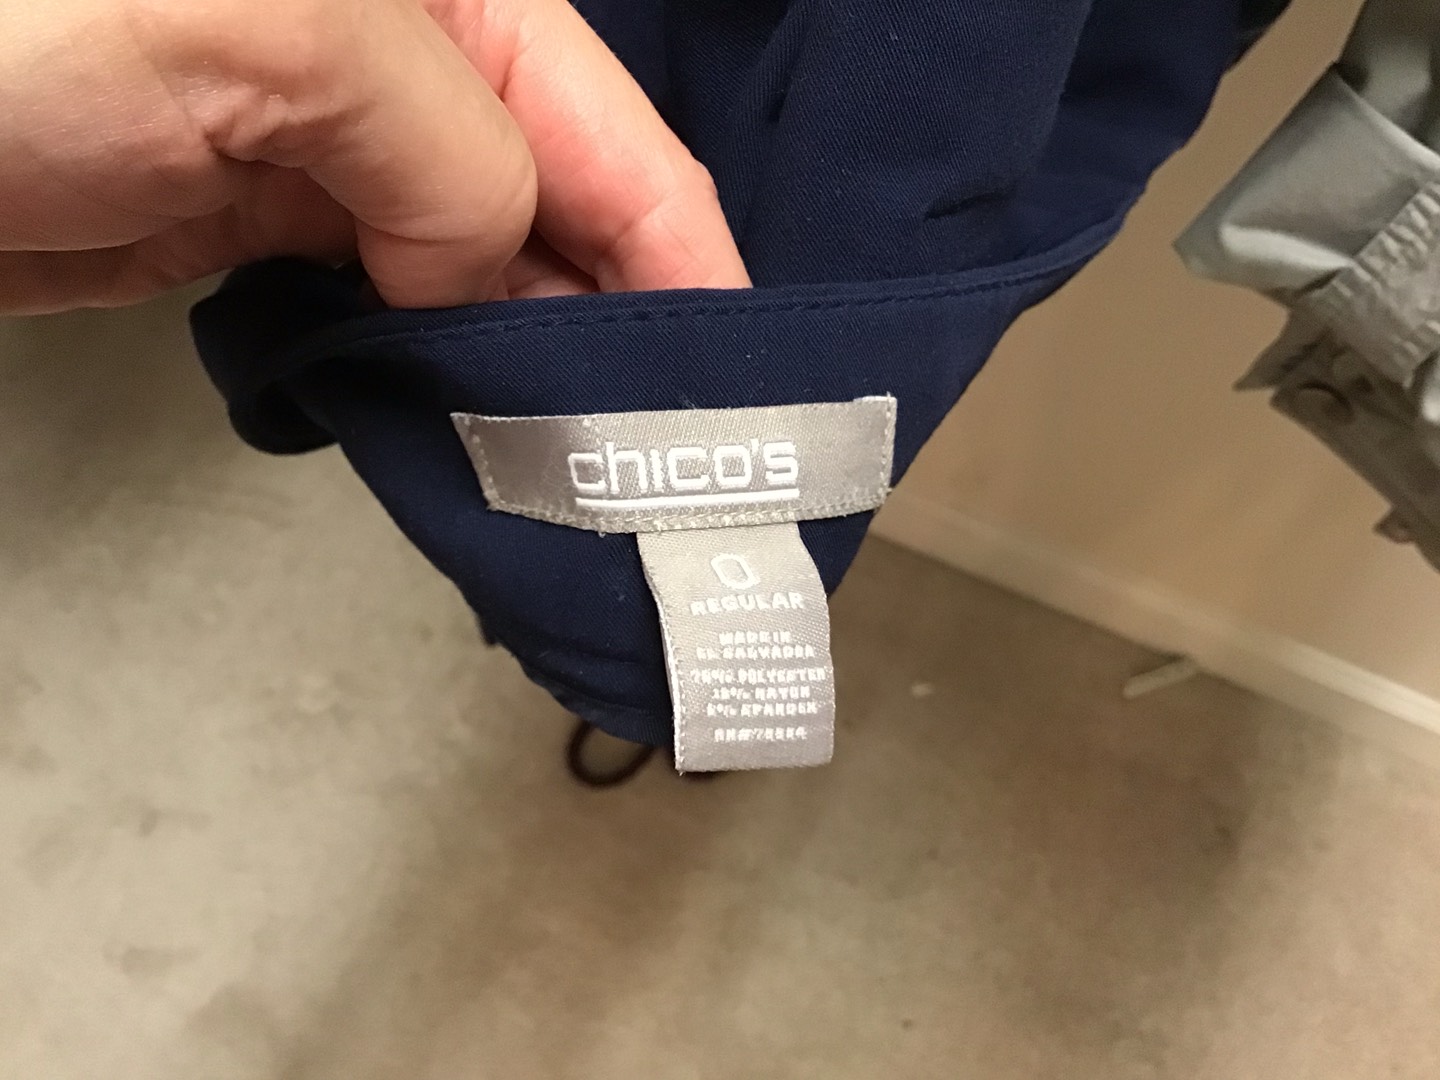 chico's
0
REGULAR
MADE IN
EL SALVADOR
POLYESTER
RAYON
SPANDEX